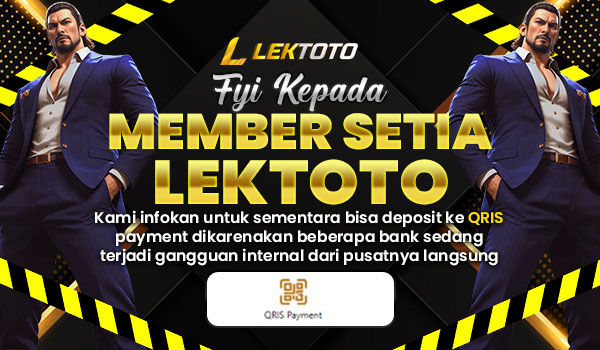 LEKTOTO
Fyi Kepada
MEMBER SETIA
LEKTOTO
Kami infokan untuk sementara bisa deposit ke QRIS
payment dikarenakan beberapa bank sedang
terjadi gangguan internal dari pusatnya langsung
QRIS Payment